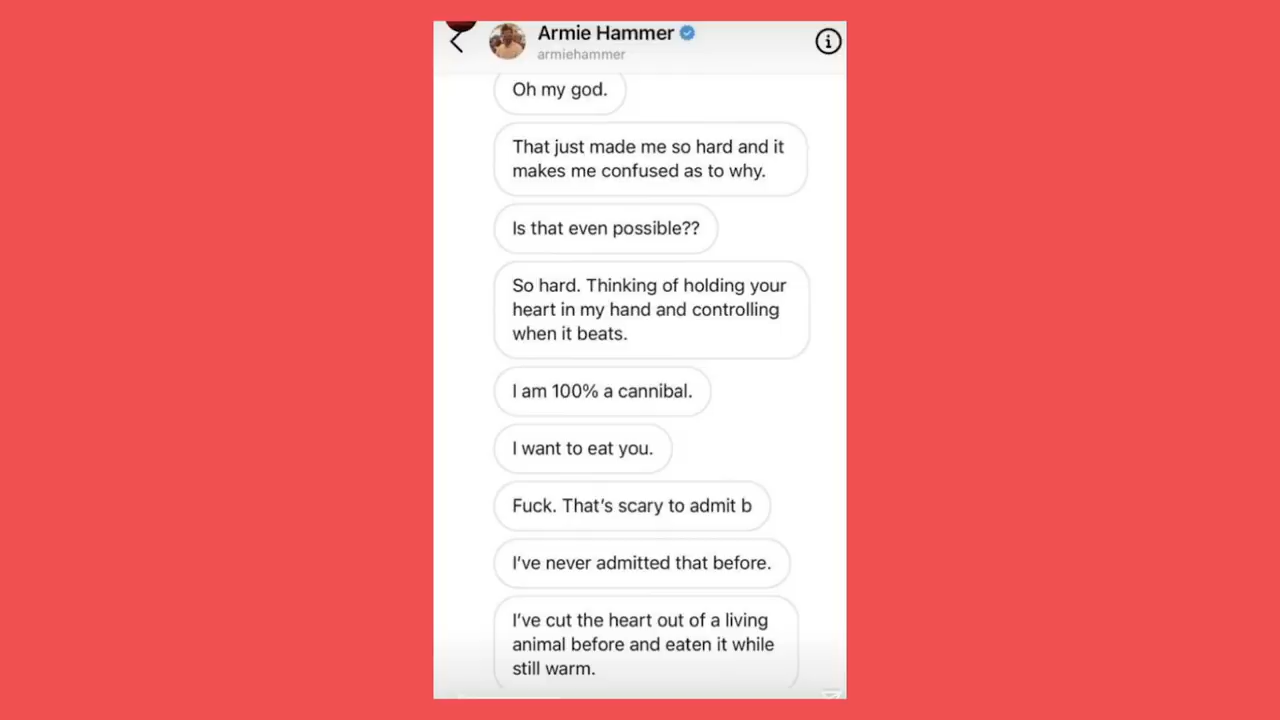 Armie Hammer
armiehammer
Oh my god.
That just made me so hard and it
makes me confused as to why.
Is that even possible??
So hard. Thinking of holding your
heart in my hand and controlling
when it beats.
I am 100% a cannibal.
I want to eat you.
Fuck. That's scary to admit b
I've never admitted that before.
I've cut the heart out of a living
animal before and eaten it while
still warm.